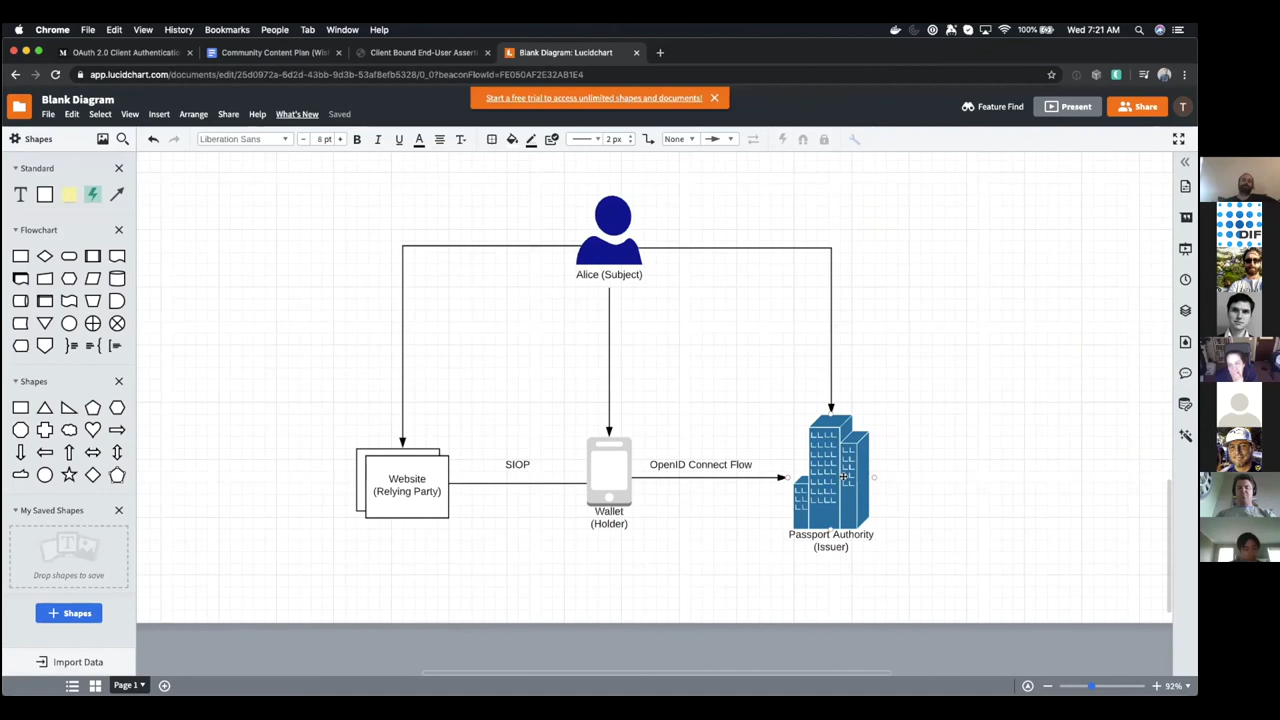 Chrome File Edit View History Bookmarks People Tab Window Help 100% Wed 7:21 AM
OAuth 2.0 Client Authenticatio Community Content Plan (Wis Client Bound End-User Asserti Blank Diagram: Lucidchart
app.lucidchart.com/documents/edit/25d0972a-6d2d-43bb-9d3b-53af8efb5328/0_0?beaconFlowId=FE050AF2E32AB1E4
Blank Diagram
Start a free trial to access unlimited shapes and documents!
Feature Find Present Share T
File Edit Select View Insert Arrange Share Help What's New Saved
Shapes
Liberation Sans 6 pt 2 px None
Standard
T
Flowchart
Shapes
My Saved Shapes
Drop shapes to save
+ Shapes
Import Data
Alice (Subject)
SIOP
OpenID Connect Flow
Website
(Relying Party)
Wallet
(Holder)
Passport Authority
(Issuer)
DIF
Page 1
92%